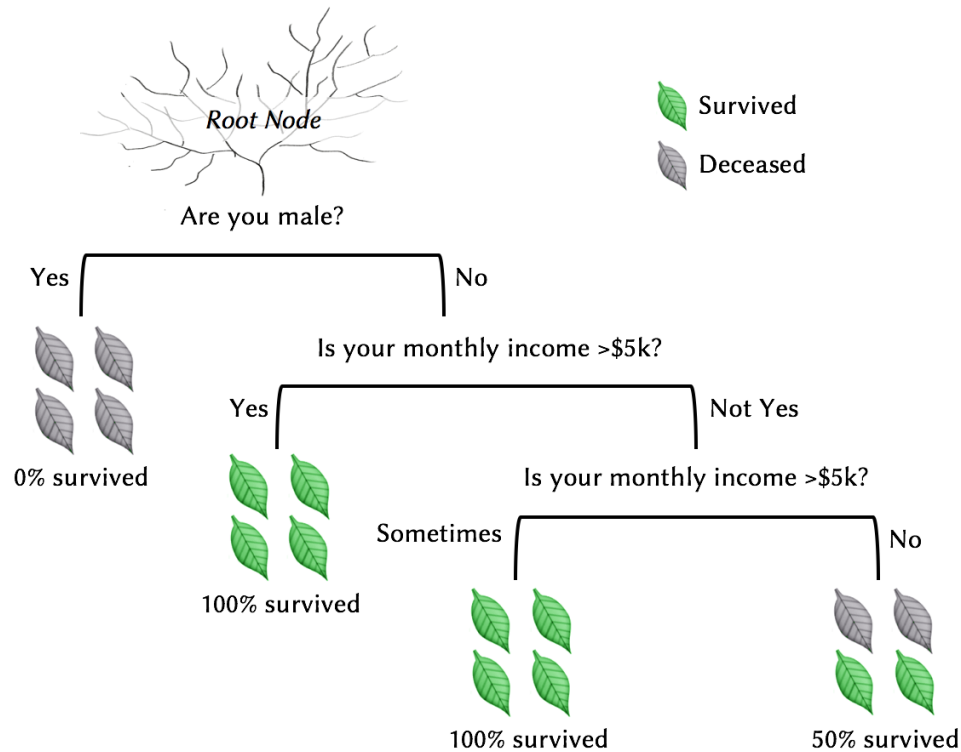 Root Node
Survived
Deceased
Are you male?
Yes
No
Is your monthly income >$5k?
0% survived
Yes
Not Yes
100% survived
Is your monthly income >$5k?
Sometimes
No
100% survived
50% survived